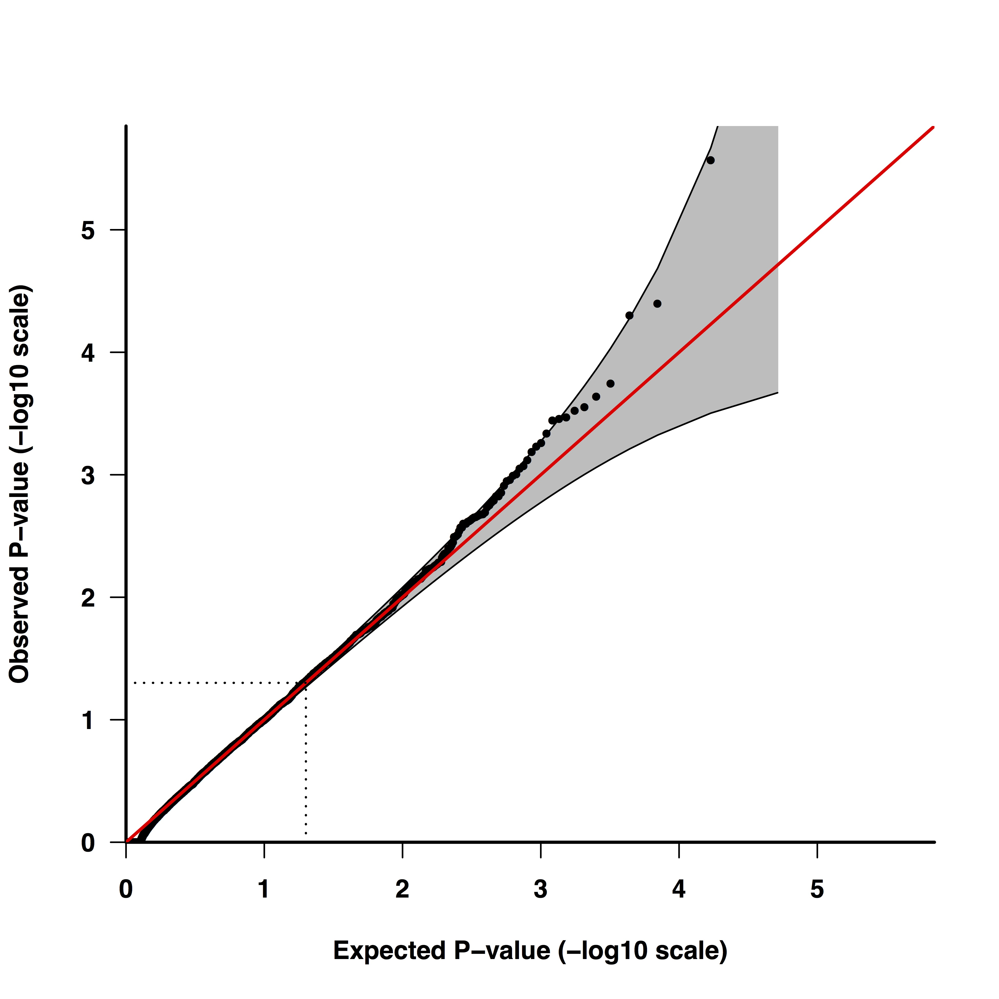 Observed P−value (−log10 scale)
5
4
3
2
1
0
0 1 2 3 4 5
Expected P−value (−log10 scale)